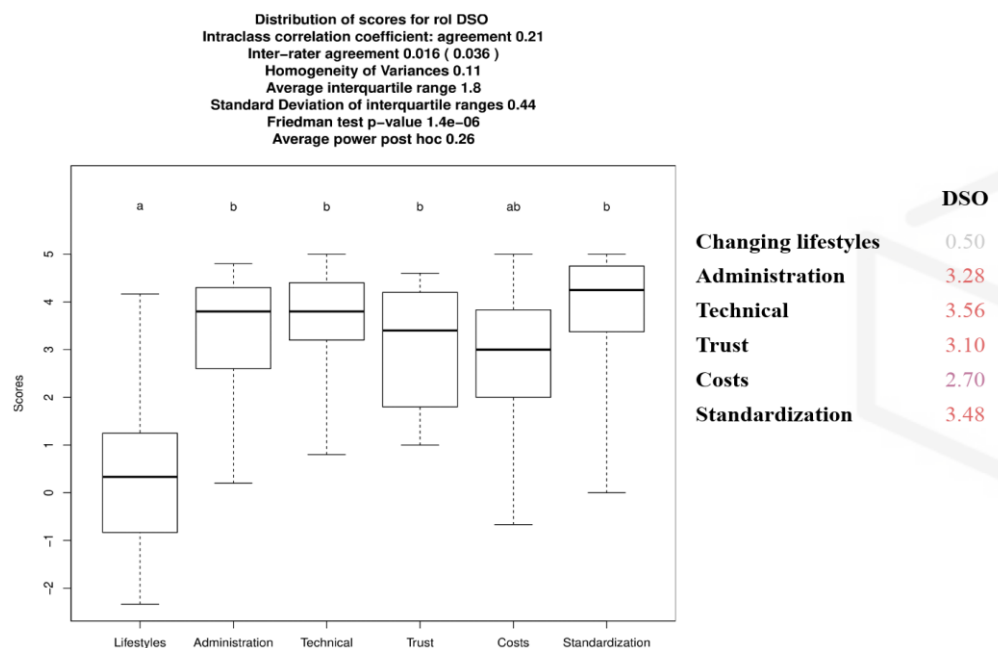 Distribution of scores for rol DSO
Intraclass correlation coefficient: agreement 0.21
Inter−rater agreement 0.016 ( 0.036 )
Homogeneity of Variances 0.11
Average interquartile range 1.8
Standard Deviation of interquartile ranges 0.44
Friedman test p−value 1.4e−06
Average power post hoc 0.26
a b b b ab b
Scores
5
4
3
2
1
0
−1
−2
Lifestyles Administration Technical Trust Costs Standardization
DSO
Changing lifestyles 0.50
Administration 3.28
Technical 3.56
Trust 3.10
Costs 2.70
Standardization 3.48